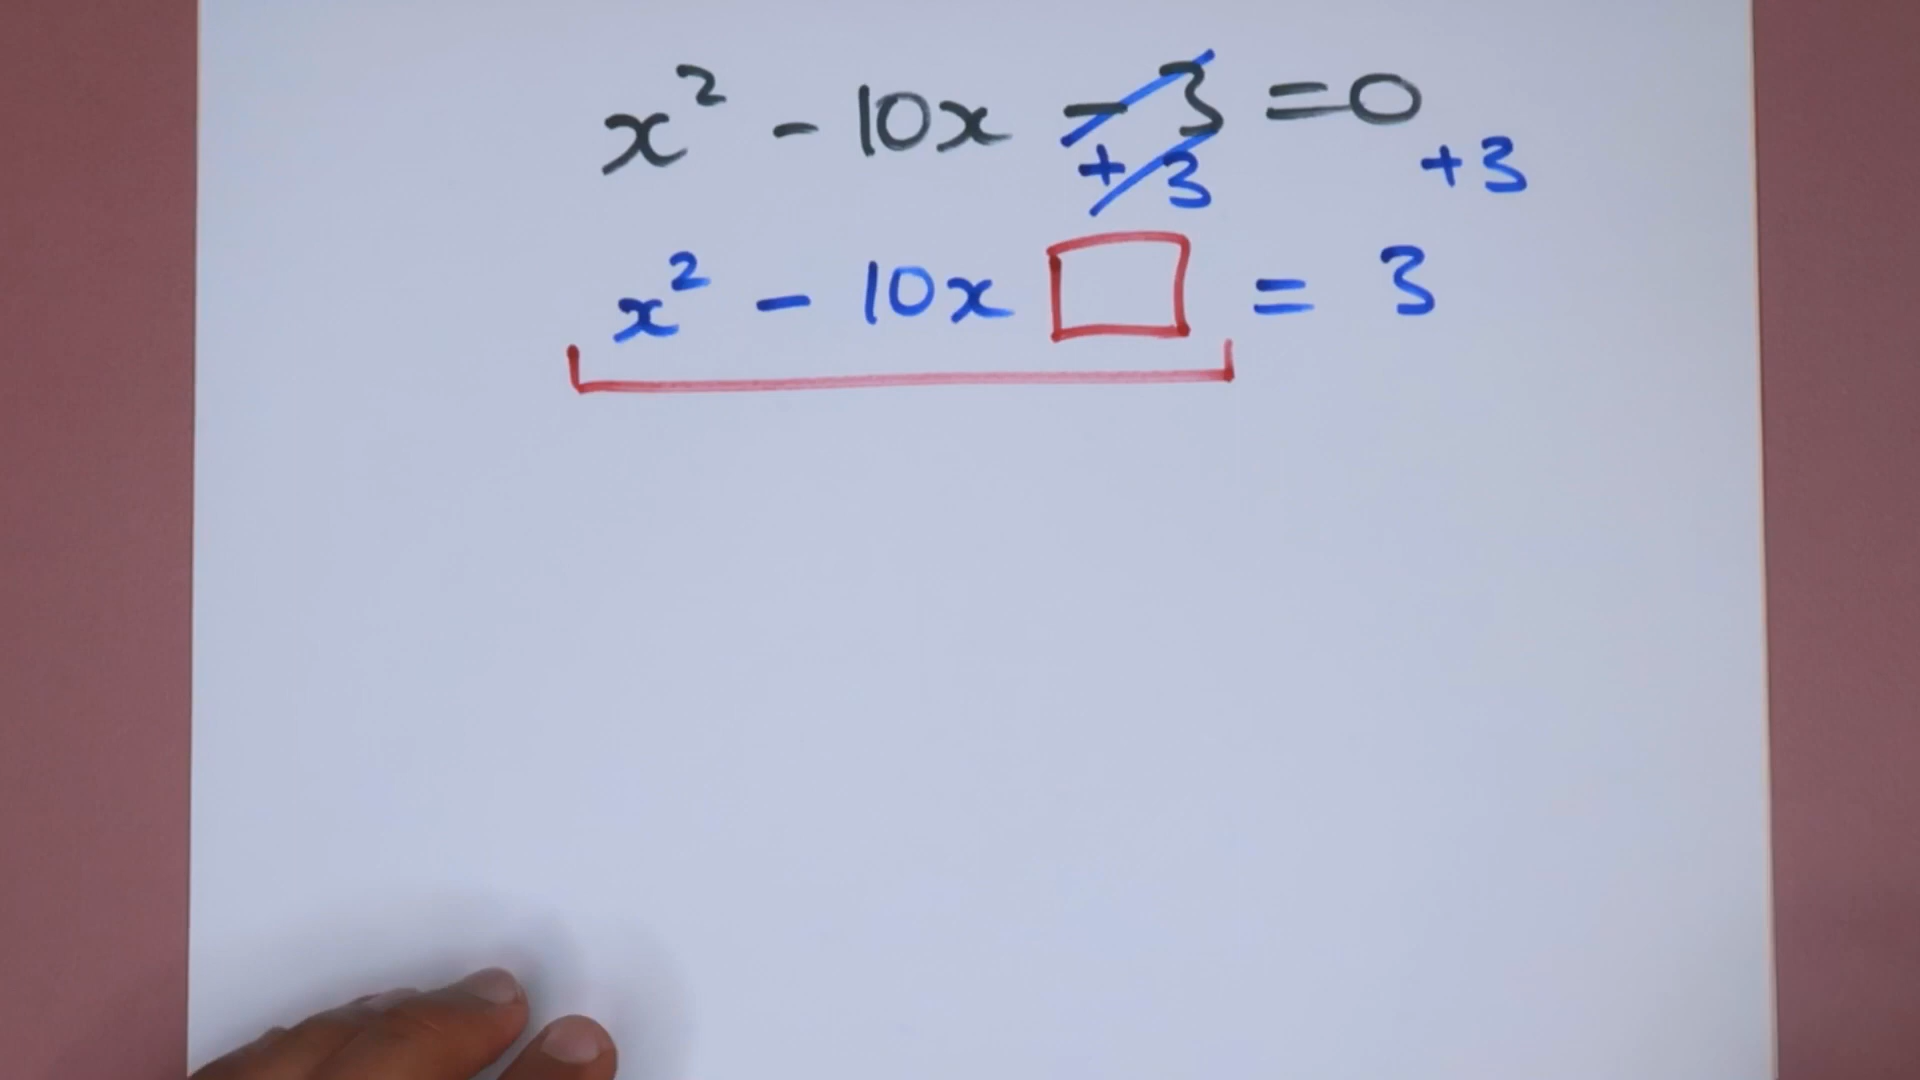 x² - 10x - 3 = 0
+ 3 +3
x² - 10x □ = 3